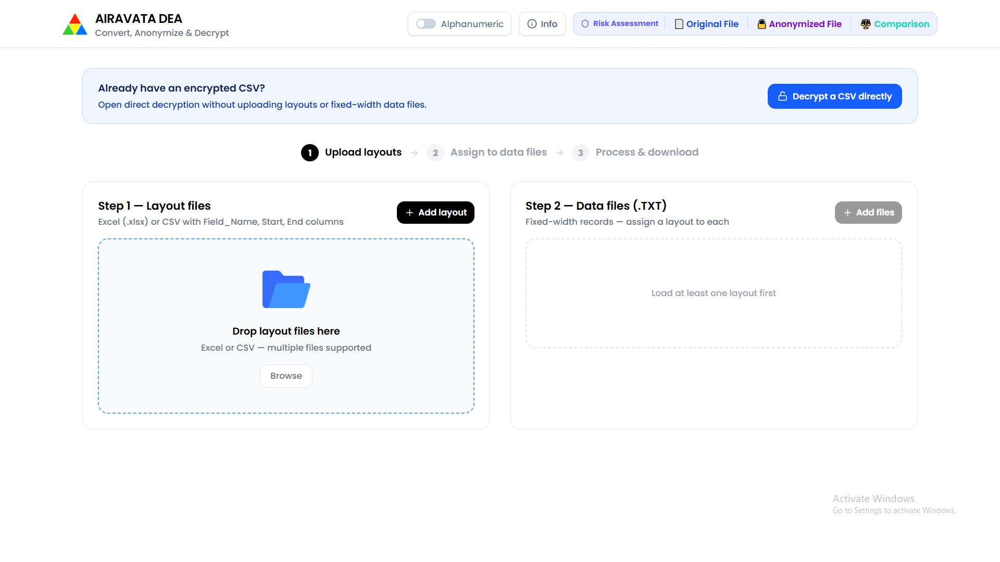 AIRAVATA DEA
Convert, Anonymize & Decrypt
Alphanumeric
Info
Risk Assessment
Original File
Anonymized File
Comparison
Already have an encrypted CSV?
Open direct decryption without uploading layouts or fixed-width data files.
Decrypt a CSV directly
1 Upload layouts
2 Assign to data files
3 Process & download
Step 1 — Layout files
Excel (.xlsx) or CSV with Field_Name, Start, End columns
Add layout
Drop layout files here
Excel or CSV — multiple files supported
Browse
Step 2 — Data files (.TXT)
Fixed-width records — assign a layout to each
Add files
Load at least one layout first
Activate Windows
Go to Settings to activate Windows.